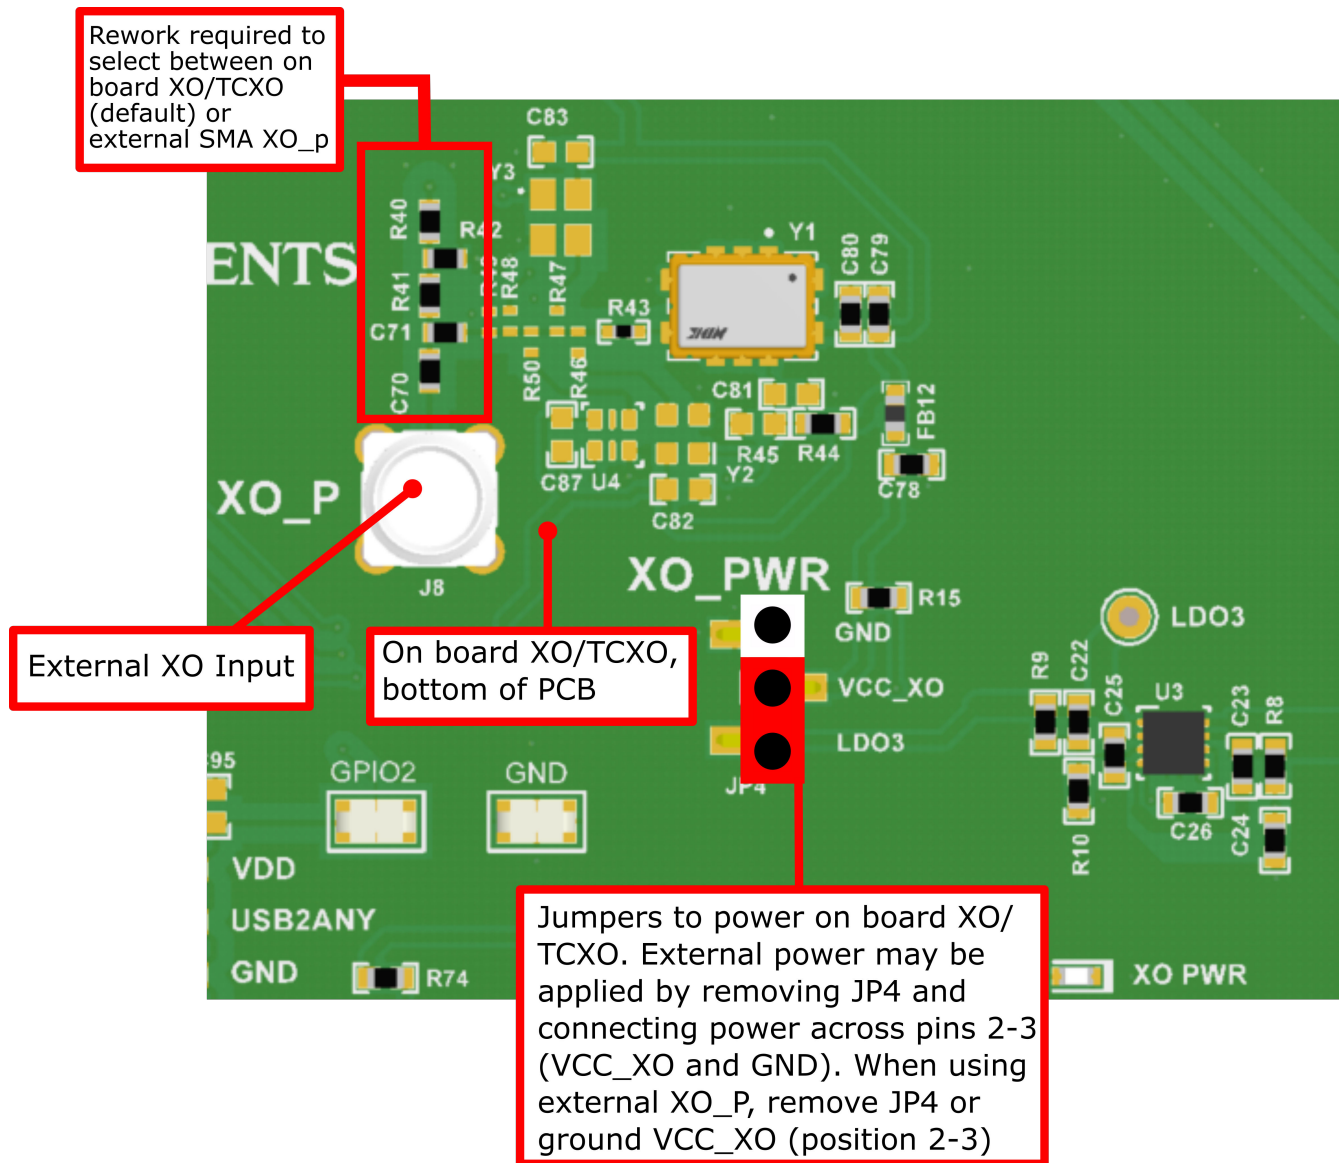 Rework required to
select between on
board XO/TCXO
(default) or
external SMA XO_p
C83
Y3
Y1
R40
R42
C80
C79
ENTS
R41
R48
R47
R43
C71
C70
R50
R46
C81
FB12
R45
R44
XO_P
C87
U4
Y2
C78
C82
J8
XO_PWR
R15
GND
LDO3
External XO Input
On board XO/TCXO,
bottom of PCB
VCC_XO
R9
C22
C25
U3
C23
R8
LDO3
JP4
95
GPIO2
GND
R10
C26
C24
VDD
USB2ANY
GND
R74
Jumpers to power on board XO/
TCXO. External power may be
applied by removing JP4 and
connecting power across pins 2-3
(VCC_XO and GND). When using
external XO_P, remove JP4 or
ground VCC_XO (position 2-3)
XO PWR